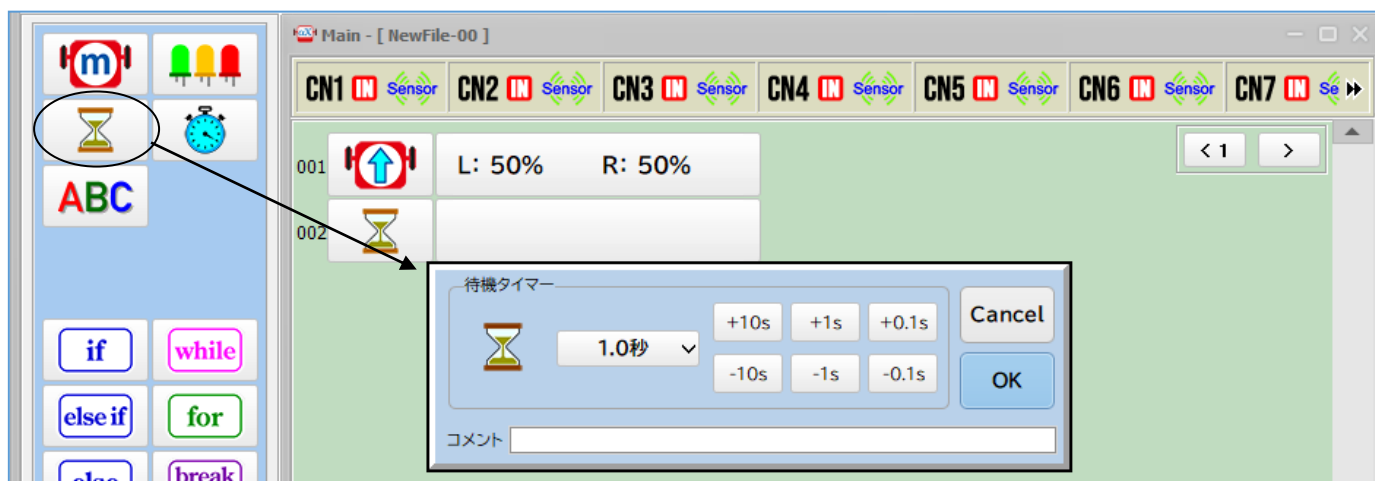 Main - [ NewFile-00 ]
m
CN1 IN Sensor CN2 IN Sensor CN3 IN Sensor CN4 IN Sensor CN5 IN Sensor CN6 IN Sensor CN7 IN Se
ABC
001 L: 50% R: 50%
< 1 >
002
待機タイマー
1.0秒
+10s +1s +0.1s
-10s -1s -0.1s
Cancel
OK
コメント
if while
else if for
else break